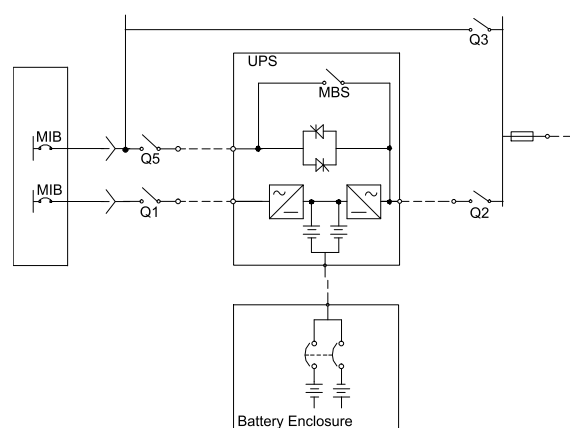 Q3
UPS
MBS
MIB
Q5
MIB
Q1
Q2
Battery Enclosure